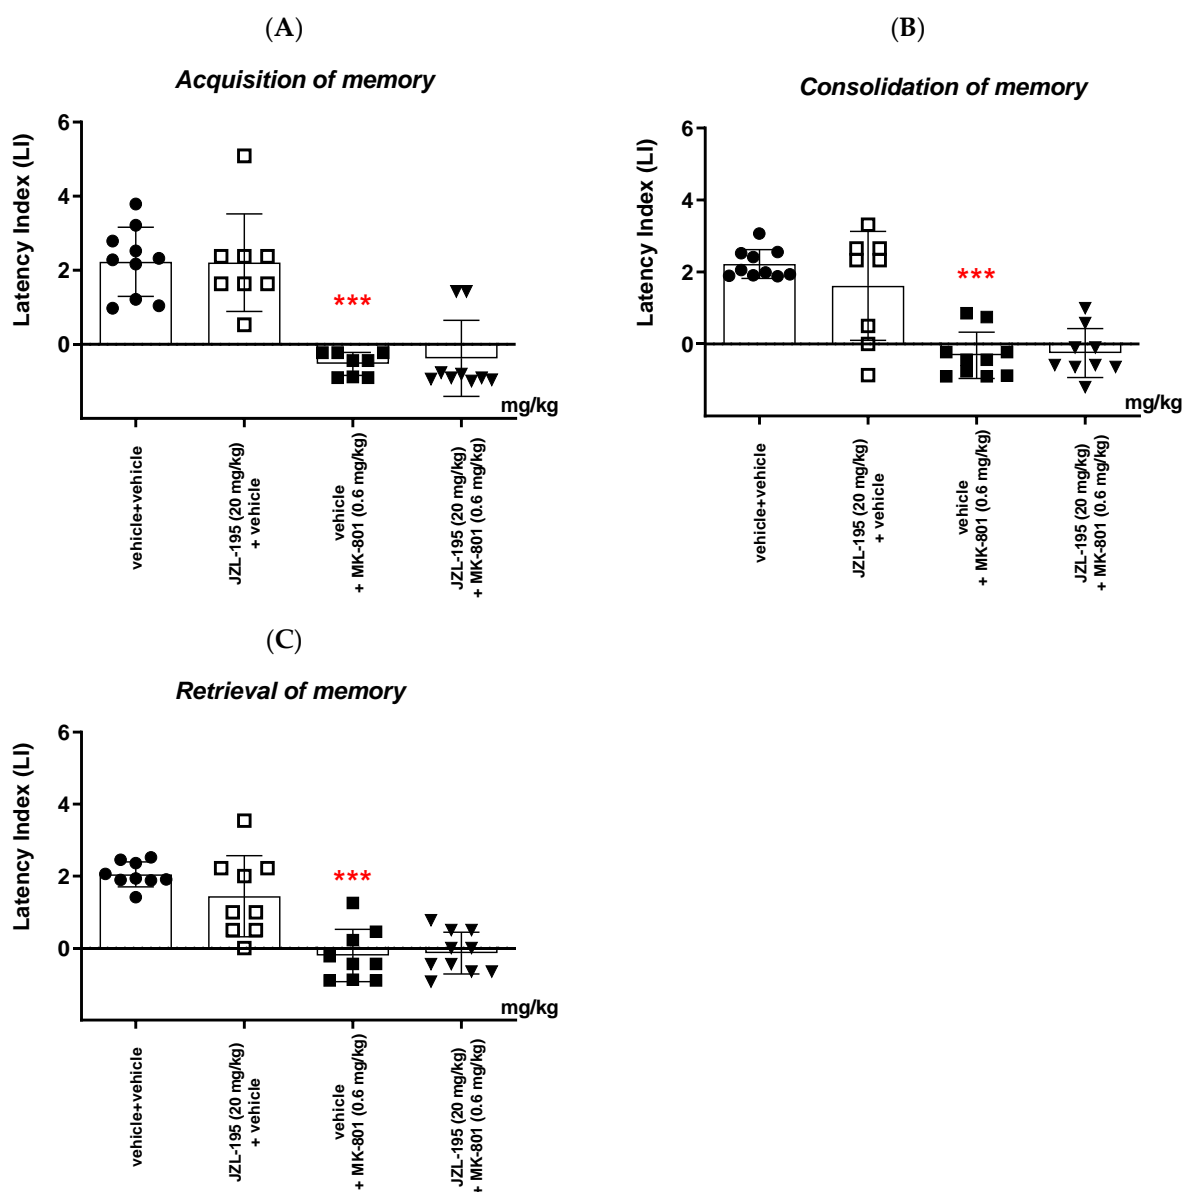 (A)
Acquisition of memory
Latency Index (LI)
6
4
2
0
***
mg/kg
vehicle+vehicle
JZL-195 (20 mg/kg)
+ vehicle
vehicle
+ MK-801 (0.6 mg/kg)
JZL-195 (20 mg/kg)
+ MK-801 (0.6 mg/kg)
(B)
Consolidation of memory
Latency Index (LI)
6
4
2
0
***
mg/kg
vehicle+vehicle
JZL-195 (20 mg/kg)
+ vehicle
vehicle
+ MK-801 (0.6 mg/kg)
JZL-195 (20 mg/kg)
+ MK-801 (0.6 mg/kg)
(C)
Retrieval of memory
Latency Index (LI)
6
4
2
0
***
mg/kg
vehicle+vehicle
JZL-195 (20 mg/kg)
+ vehicle
vehicle
+ MK-801 (0.6 mg/kg)
JZL-195 (20 mg/kg)
+ MK-801 (0.6 mg/kg)